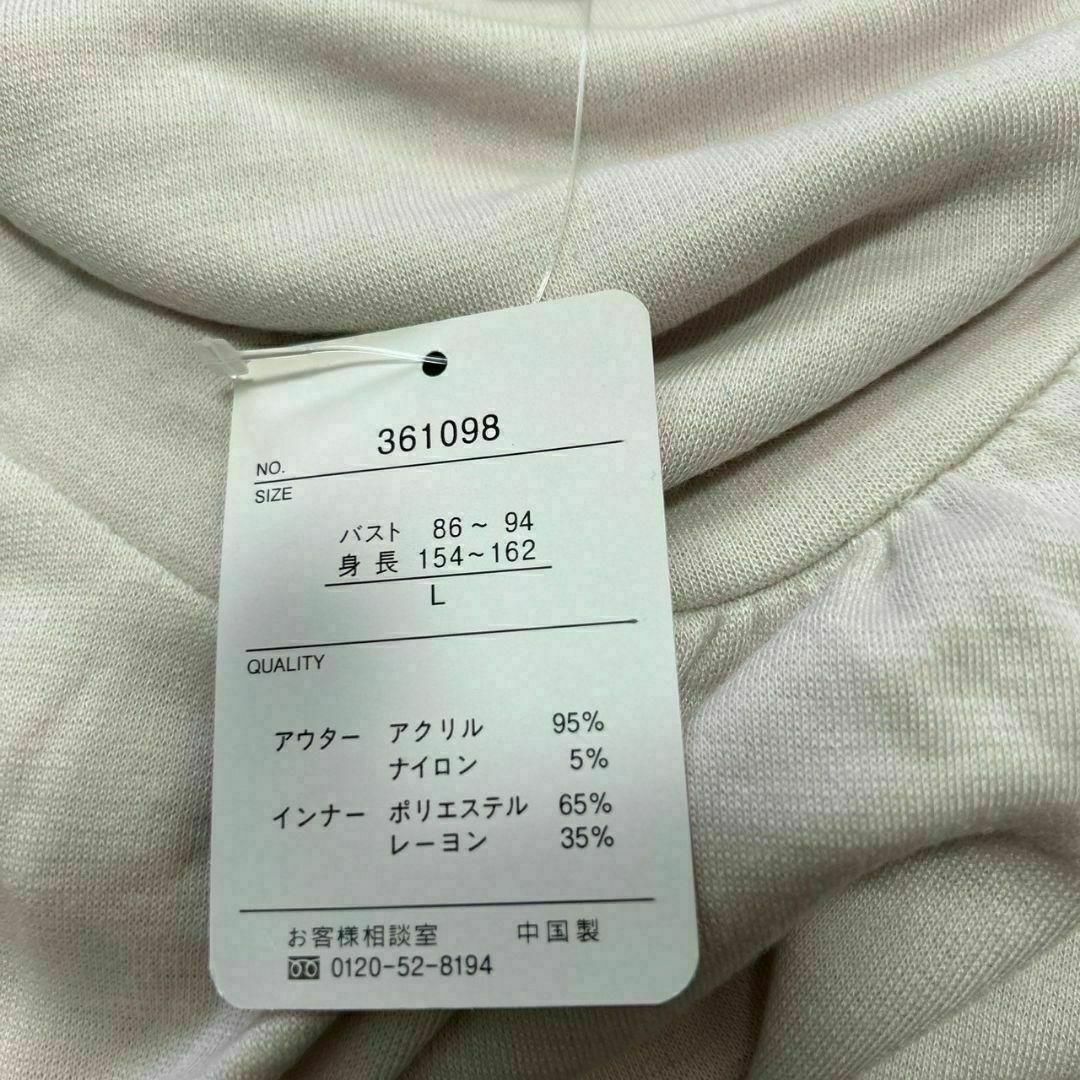 NO. 361098
SIZE
バスト 86～94
身長 154～162
L
QUALITY
アウター アクリル 95%
ナイロン 5%
インナー ポリエステル 65%
レーヨン 35%
お客様相談室 中国製
0120-52-8194